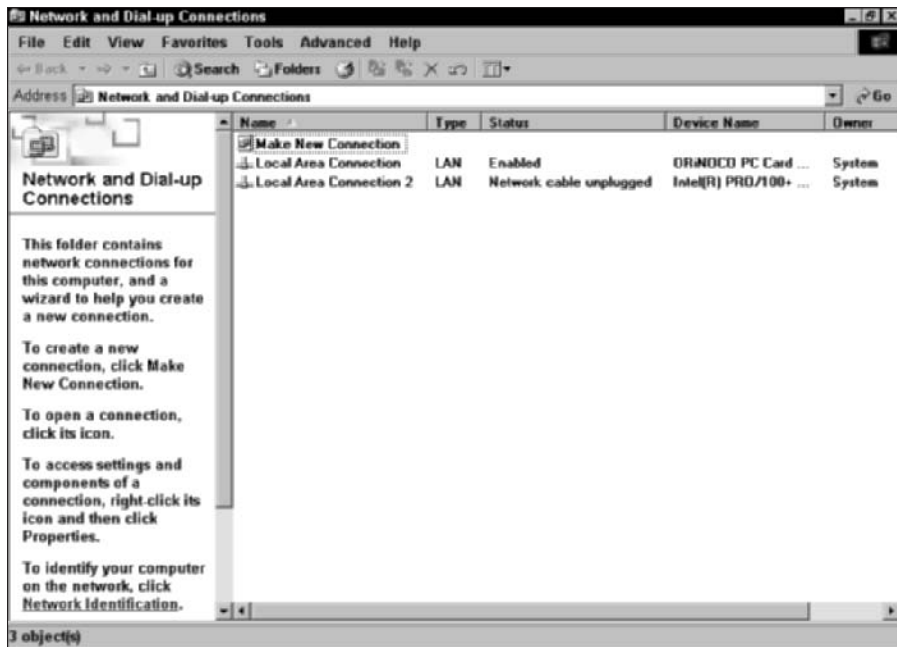 Network and Dial-up Connections
File Edit View Favorites Tools Advanced Help
Back Search Folders
Address Network and Dial-up Connections Go
Name Type Status Device Name Owner
Make New Connection
Local Area Connection LAN Enabled ORiNOCO PC Card ... System
Local Area Connection 2 LAN Network cable unplugged Intel(R) PRO/100+ ... System
Network and Dial-up
Connections
This folder contains
network connections for
this computer, and a
wizard to help you create
a new connection.
To create a new
connection, click Make
New Connection.
To open a connection,
click its icon.
To access settings and
components of a
connection, right-click its
icon and then click
Properties.
To identify your computer
on the network, click
Network Identification.
3 object(s)